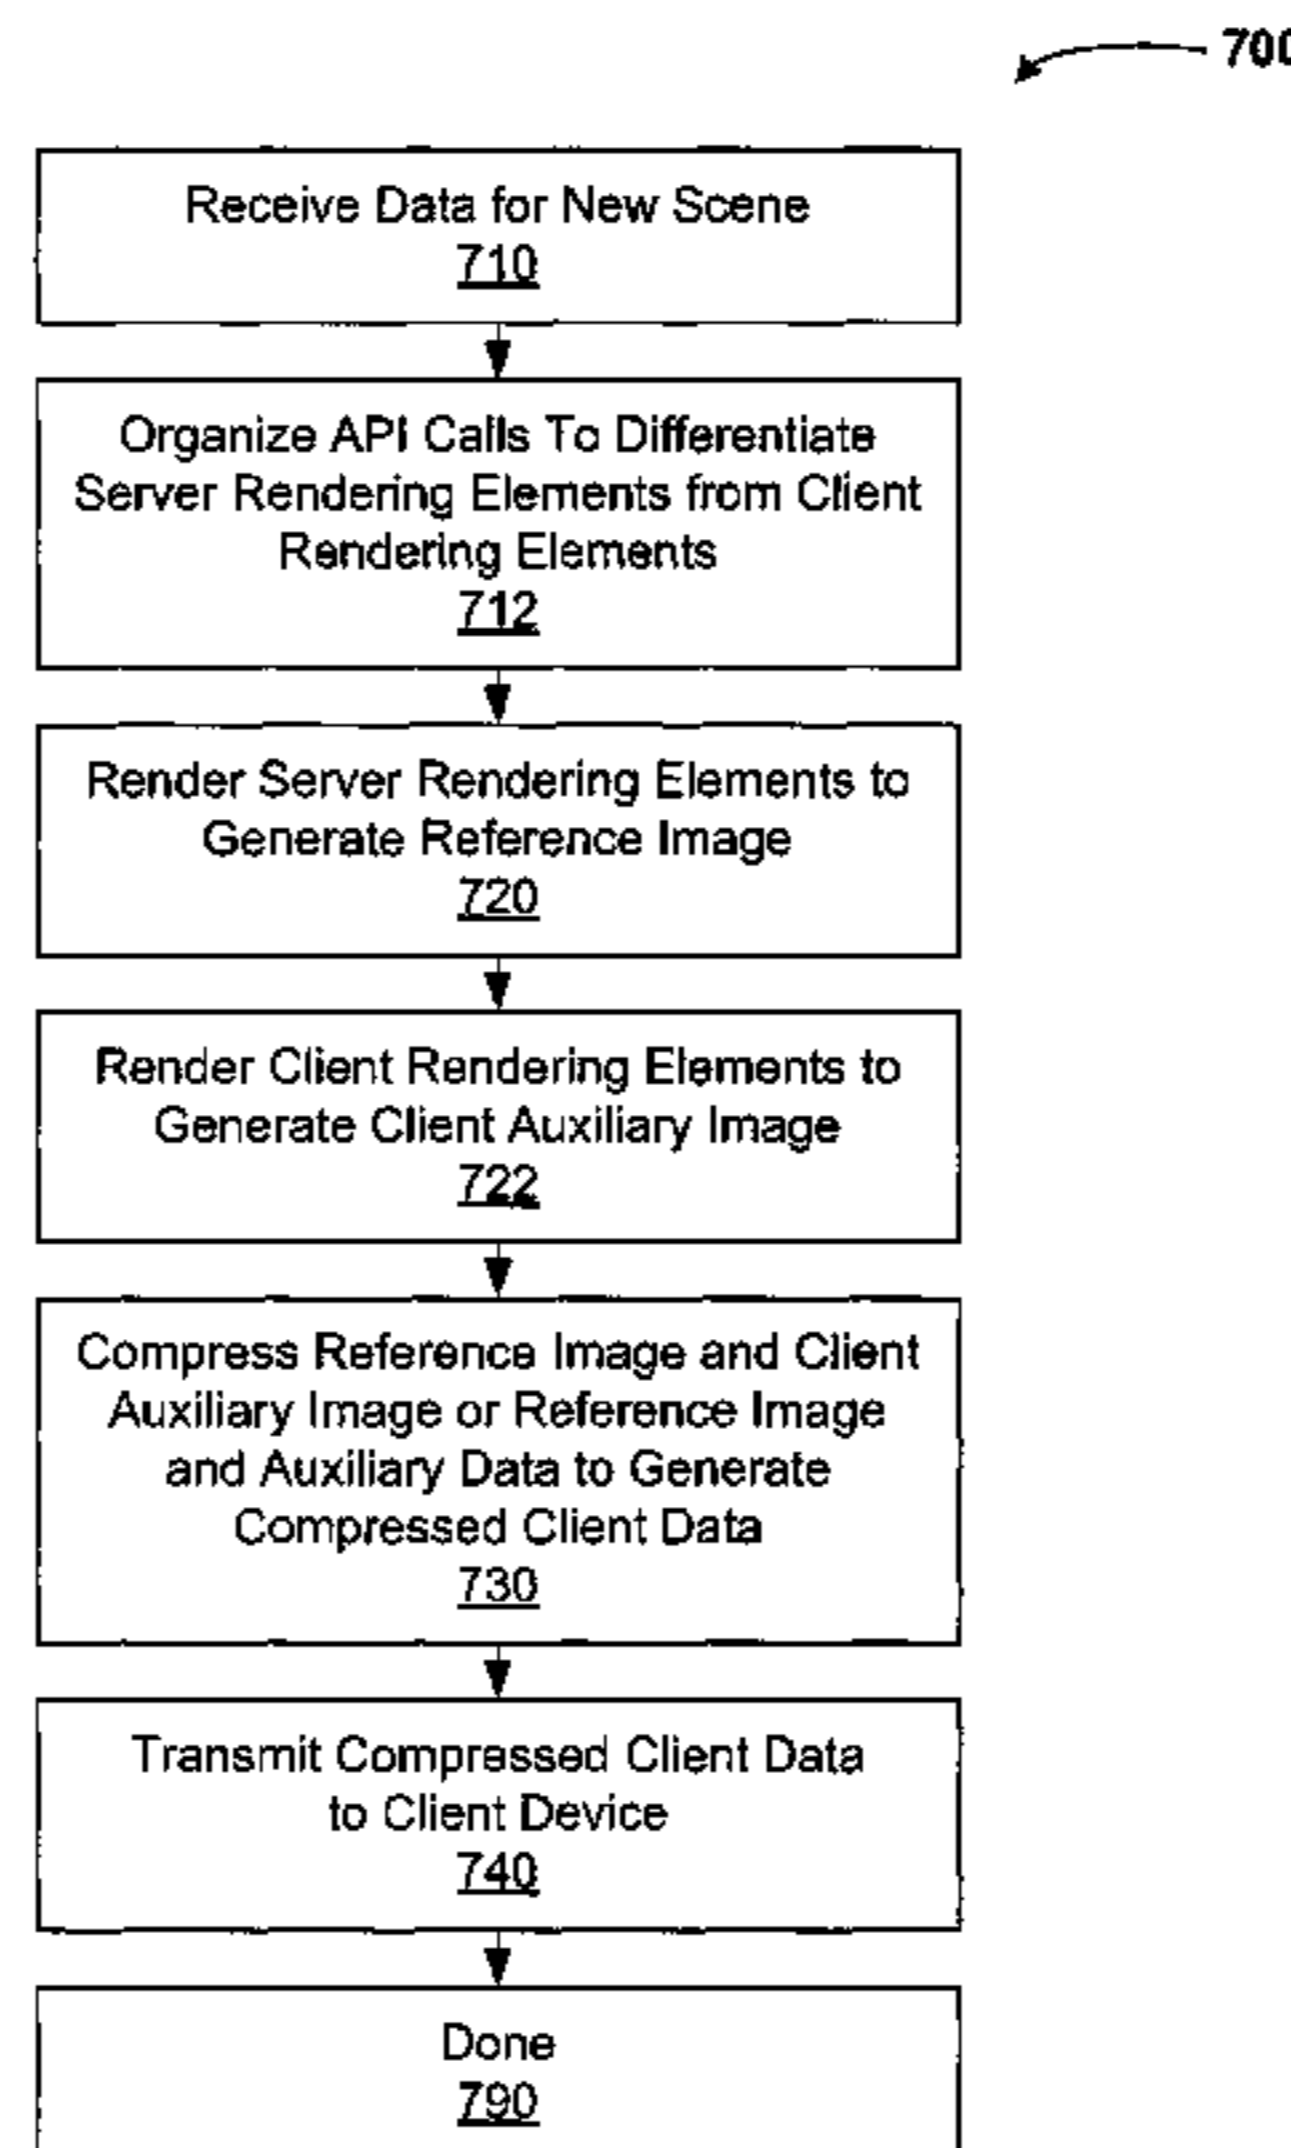 700
Receive Data for New Scene
710
Organize API Calls To Differentiate
Server Rendering Elements from Client
Rendering Elements
712
Render Server Rendering Elements to
Generate Reference Image
720
Render Client Rendering Elements to
Generate Client Auxiliary Image
722
Compress Reference Image and Client
Auxiliary Image or Reference Image
and Auxiliary Data to Generate
Compressed Client Data
730
Transmit Compressed Client Data
to Client Device
740
Done
790